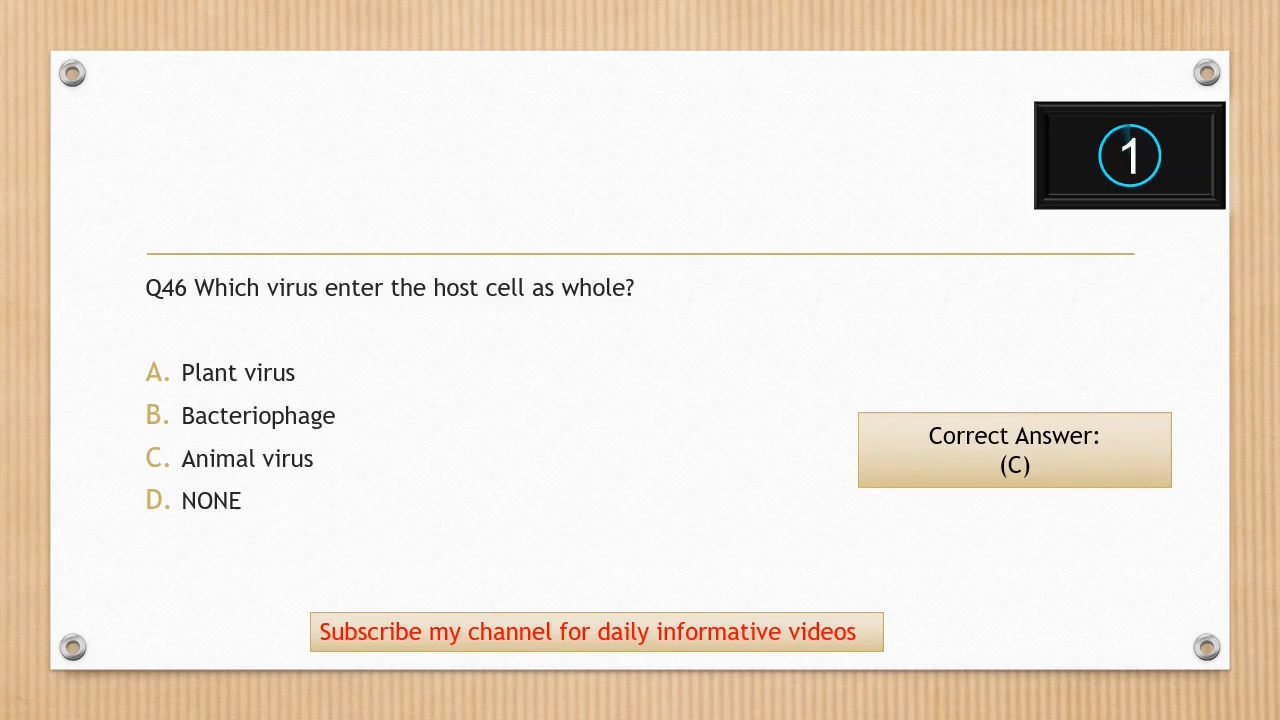 1
Q46 Which virus enter the host cell as whole?
A. Plant virus
B. Bacteriophage
C. Animal virus
D. NONE
Correct Answer:
(C)
Subscribe my channel for daily informative videos